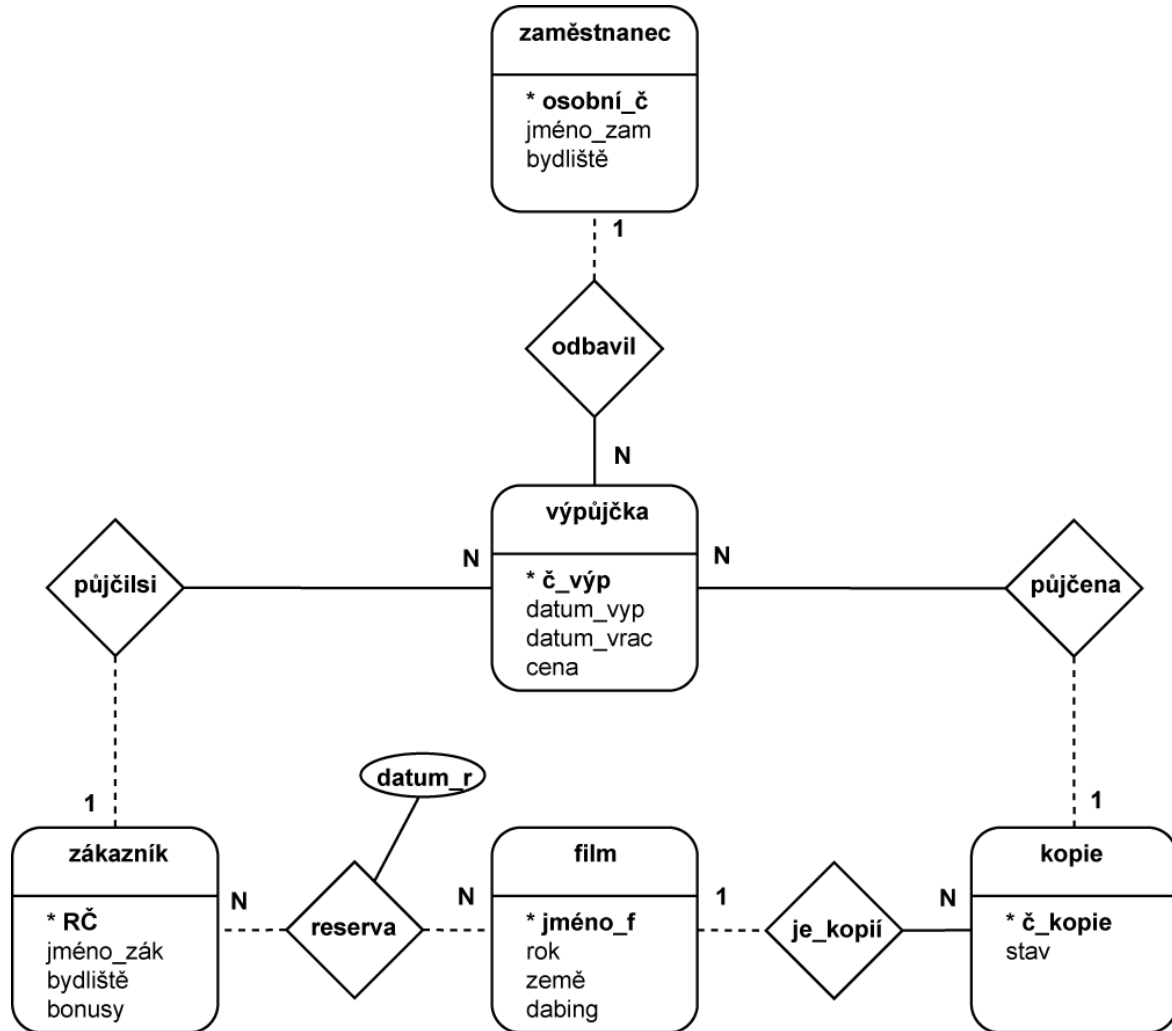 zaměstnanec
* osobní_č
jméno_zam
bydliště
1
odbavil
N
výpůjčka
* č_výp
datum_vyp
datum_vrac
cena
N
N
půjčilsi
půjčena
1
1
datum_r
zákazník
* RČ
jméno_zák
bydliště
bonusy
N
reserva
N
film
* jméno_f
rok
země
dabing
1
je_kopií
N
kopie
* č_kopie
stav